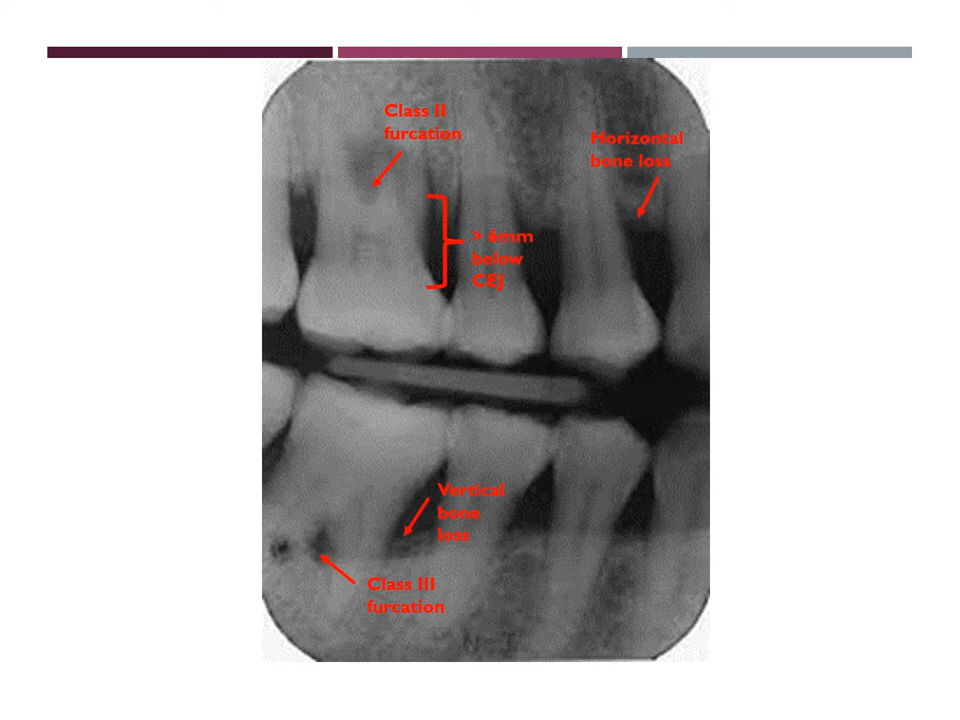 Class II
furcation
Horizontal
bone loss
> 6mm
below
CEJ
Vertical
bone
loss
Class III
furcation